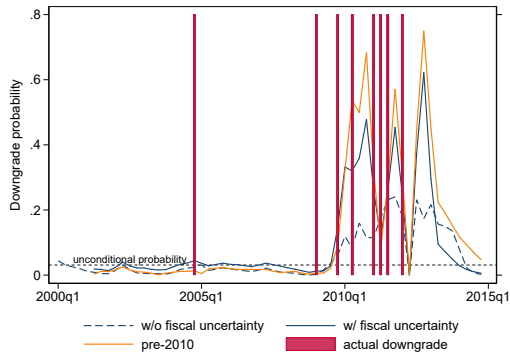 .8
.6
.4
.2
0
Downgrade probability
unconditional probability
2000q1 2005q1 2010q1 2015q1
w/o fiscal uncertainty w/ fiscal uncertainty
pre-2010 actual downgrade